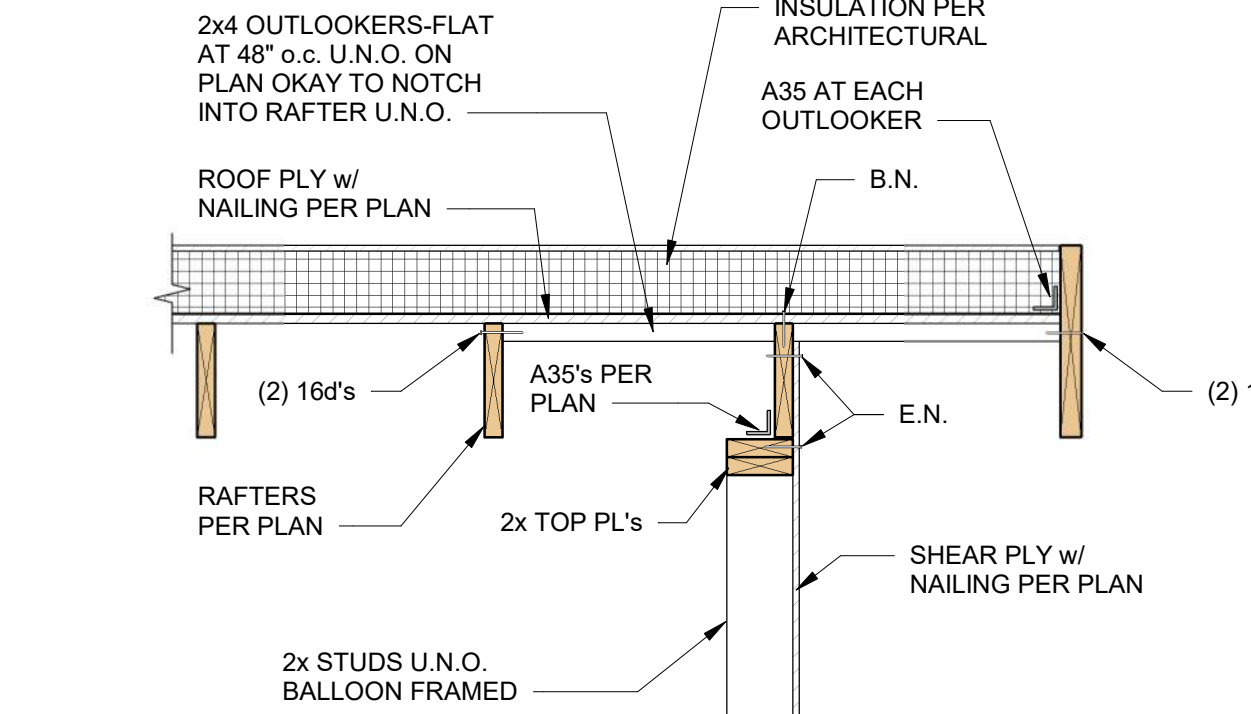 2x4 OUTLOOKERS-FLAT
AT 48" o.c. U.N.O. ON
PLAN OKAY TO NOTCH
INTO RAFTER U.N.O.
INSULATION PER
ARCHITECTURAL
A35 AT EACH
OUTLOOKER
ROOF PLY w/
NAILING PER PLAN
B.N.
(2) 16d's
A35's PER
PLAN
E.N.
(2)
RAFTERS
PER PLAN
2x TOP PL's
SHEAR PLY w/
NAILING PER PLAN
2x STUDS U.N.O.
BALLOON FRAMED